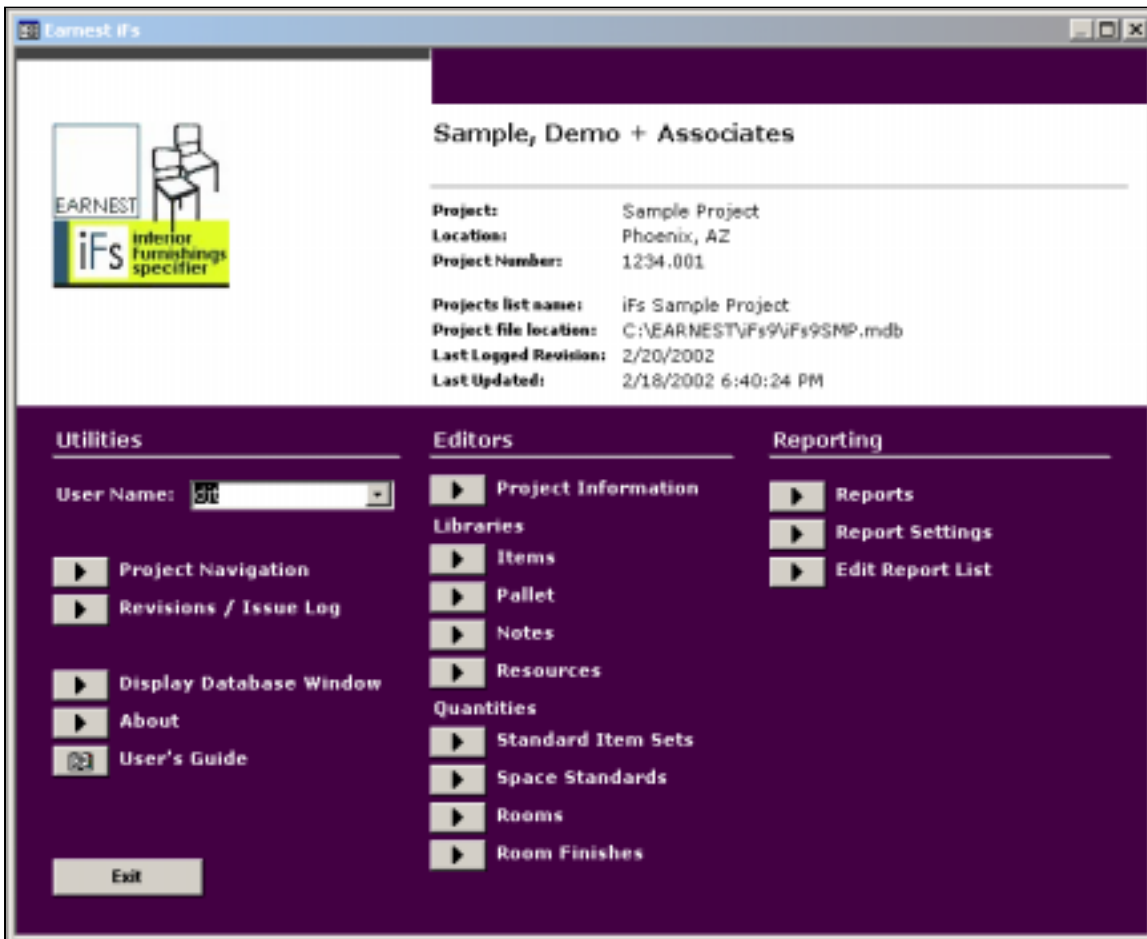 Earnest iFs
Sample, Demo + Associates
EARNEST
iFs interior furnishings specifier
Project: Sample Project
Location: Phoenix, AZ
Project Number: 1234.001
Projects list name: iFs Sample Project
Project file location: C:\EARNEST\iFs9\iFs9SMP.mdb
Last Logged Revision: 2/20/2002
Last Updated: 2/18/2002 6:40:24 PM
Utilities
User Name: djt
Project Navigation
Revisions / Issue Log
Display Database Window
About
User's Guide
Exit
Editors
Project Information
Libraries
Items
Pallet
Notes
Resources
Quantities
Standard Item Sets
Space Standards
Rooms
Room Finishes
Reporting
Reports
Report Settings
Edit Report List